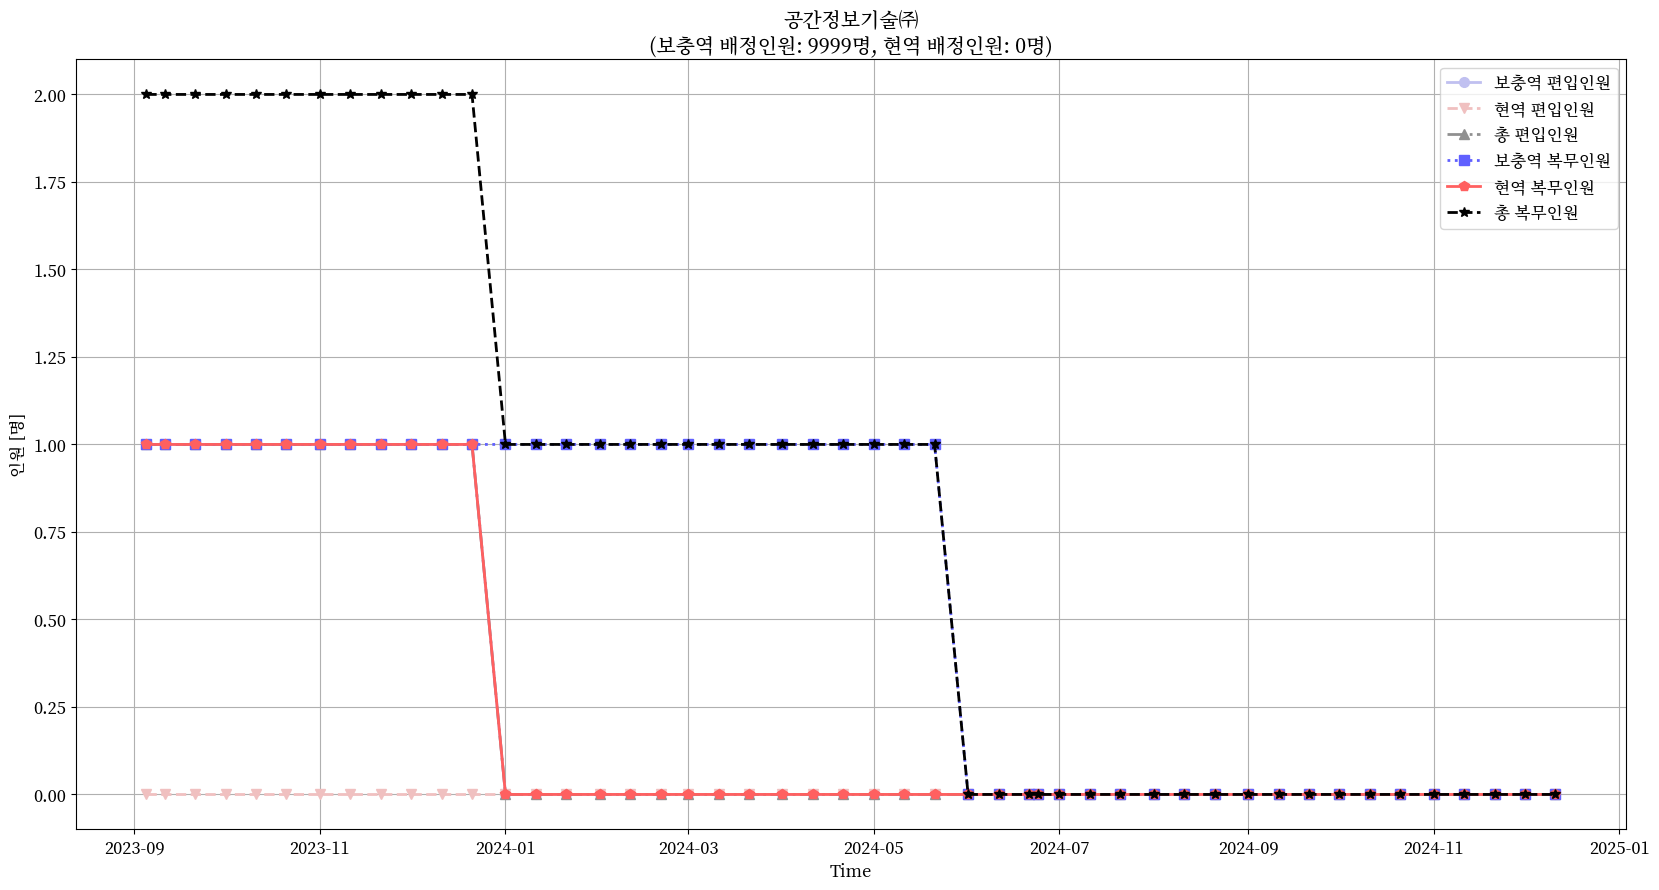 공간정보기술㈜
(보충역 배정인원: 9999명, 현역 배정인원: 0명)
2.00
1.75
1.50
1.25
1.00
0.75
0.50
0.25
0.00
인원 [명]
보충역 편입인원
현역 편입인원
총 편입인원
보충역 복무인원
현역 복무인원
총 복무인원
2023-09
2023-11
2024-01
2024-03
2024-05
2024-07
2024-09
2024-11
2025-01
Time